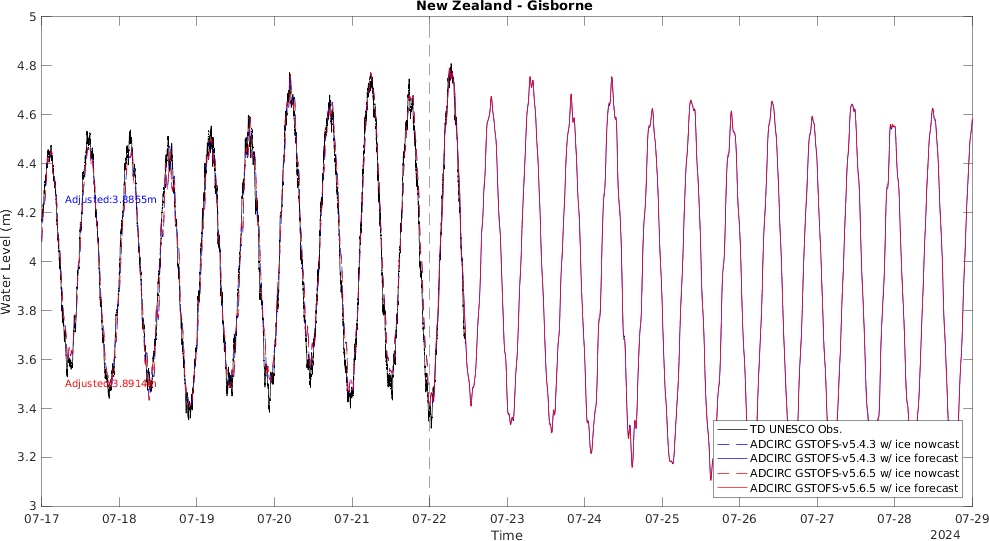 New Zealand - Gisborne
5
4.8
4.6
4.4
4.2
4
3.8
3.6
3.4
3.2
3
Water Level (m)
Adjusted:3.8865m
Adjusted:3.8914m
TD UNESCO Obs.
ADCIRC GSTOFS-v5.4.3 w/ ice nowcast
ADCIRC GSTOFS-v5.4.3 w/ ice forecast
ADCIRC GSTOFS-v5.6.5 w/ ice nowcast
ADCIRC GSTOFS-v5.6.5 w/ ice forecast
07-17 07-18 07-19 07-20 07-21 07-22 07-23 07-24 07-25 07-26 07-27 07-28 07-29
Time
2024